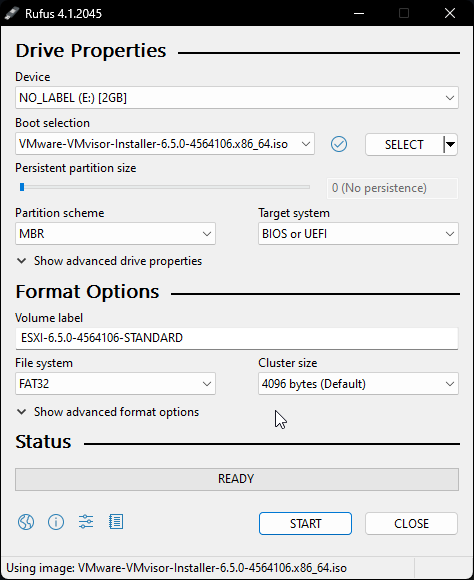 Rufus 4.1.2045
Drive Properties
Device
NO_LABEL (E:) [2GB]
Boot selection
VMware-VMvisor-Installer-6.5.0-4564106.x86_64.iso
SELECT
Persistent partition size
0 (No persistence)
Partition scheme
Target system
MBR
BIOS or UEFI
Show advanced drive properties
Format Options
Volume label
ESXI-6.5.0-4564106-STANDARD
File system
Cluster size
FAT32
4096 bytes (Default)
Show advanced format options
Status
READY
START
CLOSE
Using image: VMware-VMvisor-Installer-6.5.0-4564106.x86_64.iso